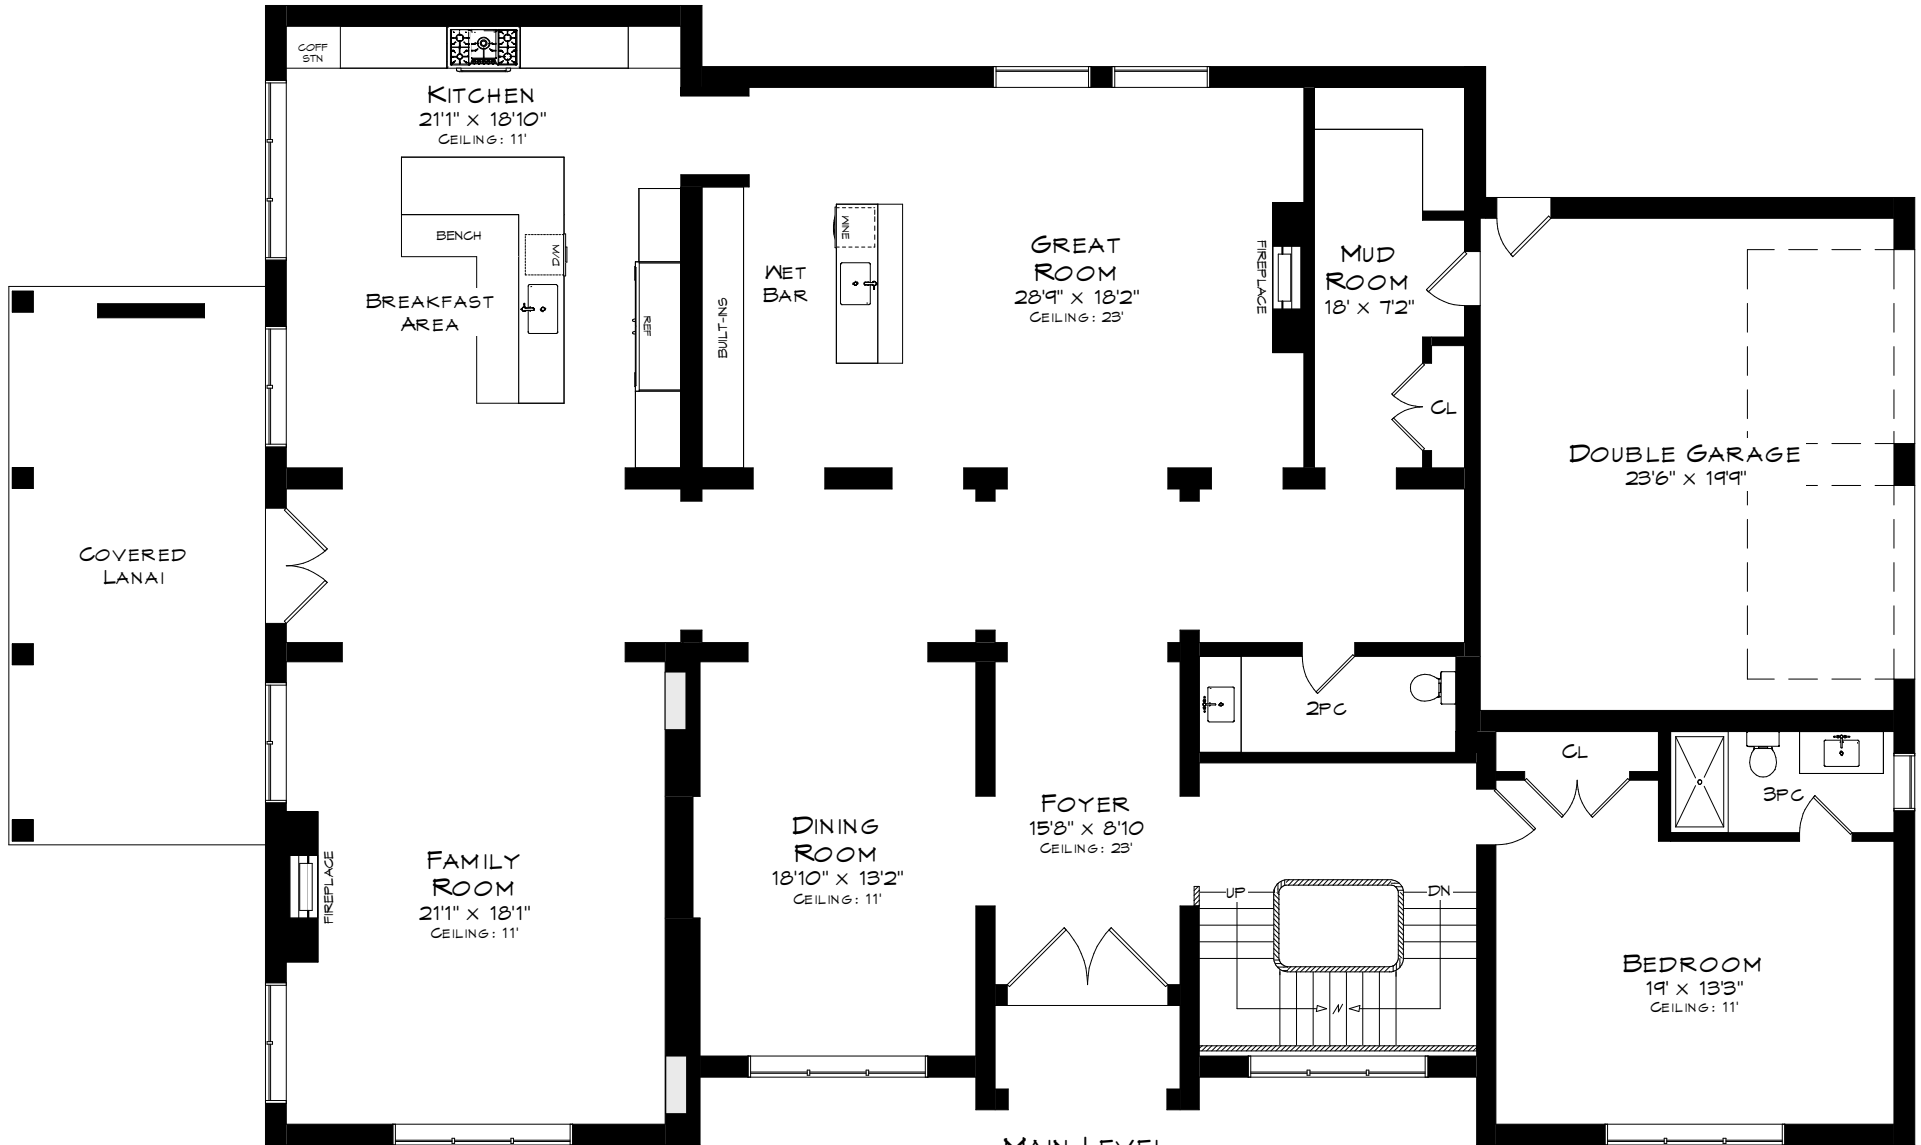 COFF
STN
KITCHEN
21'1" X 18'10"
CEILING: 11'
BENCH
D/W
BREAKFAST
AREA
REF
BUILT-INS
WET
BAR
WINE
GREAT
ROOM
28'9" X 18'2"
CEILING: 23'
FIREPLACE
MUD
ROOM
18' X 7'2"
CL
DOUBLE GARAGE
23'6" X 19'9"
COVERED
LANAI
2PC
CL
3PC
FAMILY
ROOM
21'1" X 18'1"
CEILING: 11'
FIREPLACE
DINING
ROOM
18'10" X 13'2"
CEILING: 11'
FOYER
15'8" X 8'10
CEILING: 23'
UP
DN
N
BEDROOM
19' X 13'3"
CEILING: 11'
MAIN LEVEL